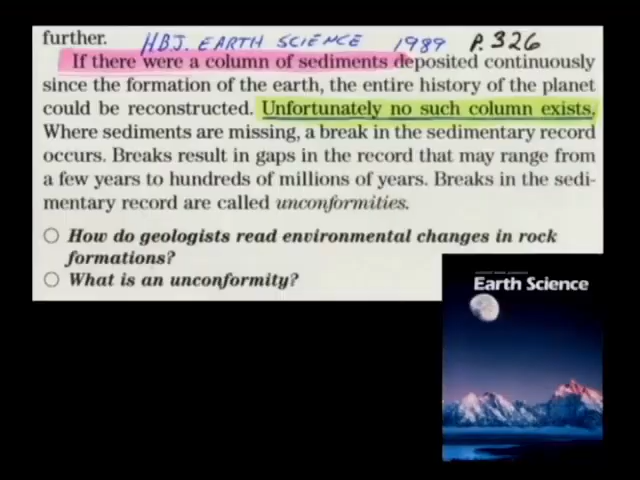 further. HBJ. EARTH SCIENCE 1989 P.326
If there were a column of sediments deposited continuously
since the formation of the earth, the entire history of the planet
could be reconstructed. Unfortunately no such column exists.
Where sediments are missing, a break in the sedimentary record
occurs. Breaks result in gaps in the record that may range from
a few years to hundreds of millions of years. Breaks in the sedi-
mentary record are called unconformities.
○ How do geologists read environmental changes in rock
formations?
○ What is an unconformity?
Earth Science